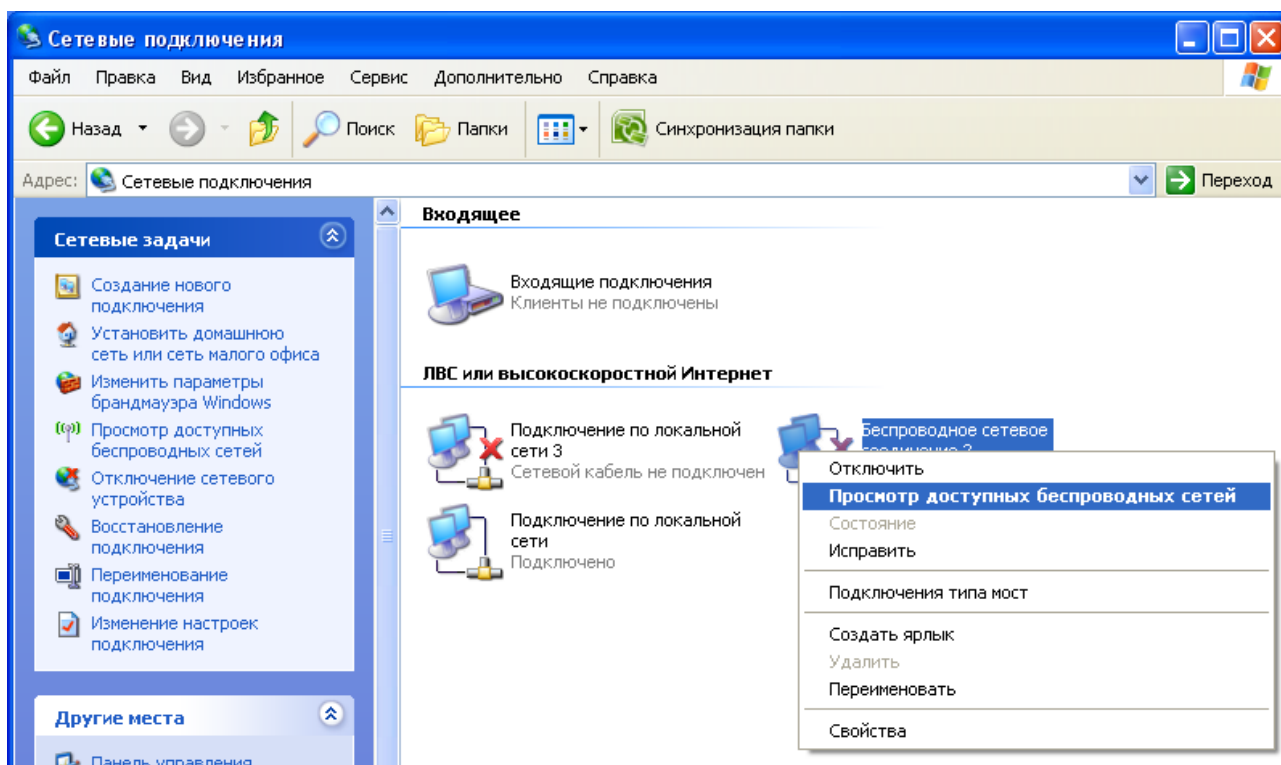 Сетевые подключения
Файл Правка Вид Избранное Сервис Дополнительно Справка
Назад Поиск Папки Синхронизация папки
Адрес: Сетевые подключения Переход
Сетевые задачи
Создание нового
подключения
Установить домашнюю
сеть или сеть малого офиса
Изменить параметры
брандмауэра Windows
Просмотр доступных
беспроводных сетей
Отключение сетевого
устройства
Восстановление
подключения
Переименование
подключения
Изменение настроек
подключения
Другие места
Панель управления
Входящее
Входящие подключения
Клиенты не подключены
ЛВС или высокоскоростной Интернет
Подключение по локальной
сети 3
Сетевой кабель не подключен
Беспроводное сетевое
соединение 2
Подключение по локальной
сети
Подключено
Отключить
Просмотр доступных беспроводных сетей
Состояние
Исправить
Подключения типа мост
Создать ярлык
Удалить
Переименовать
Свойства